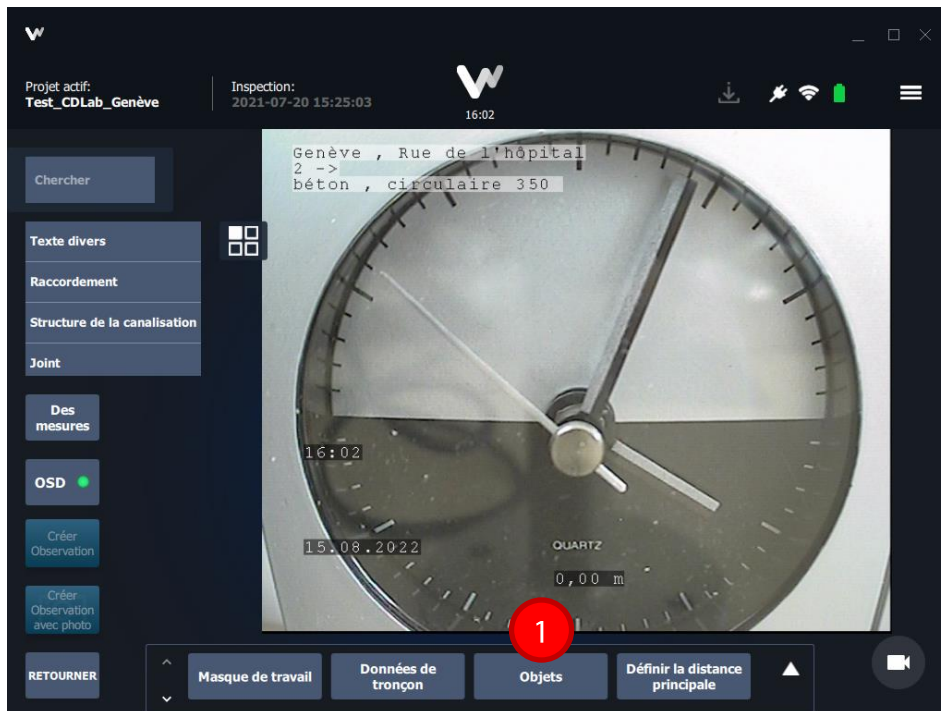 Projet actif:
Test_CDLab_Genève
Inspection:
2021-07-20 15:25:03
16:02
Chercher
Texte divers
Raccordement
Structure de la canalisation
Joint
Des
mesures
OSD
Créer
Observation
Créer
Observation
avec photo
RETOURNER
Genève , Rue de l'hôpital
2 ->
béton , circulaire 350
16:02
15.08.2022
QUARTZ
0,00 m
1
Masque de travail
Données de
tronçon
Objets
Définir la distance
principale